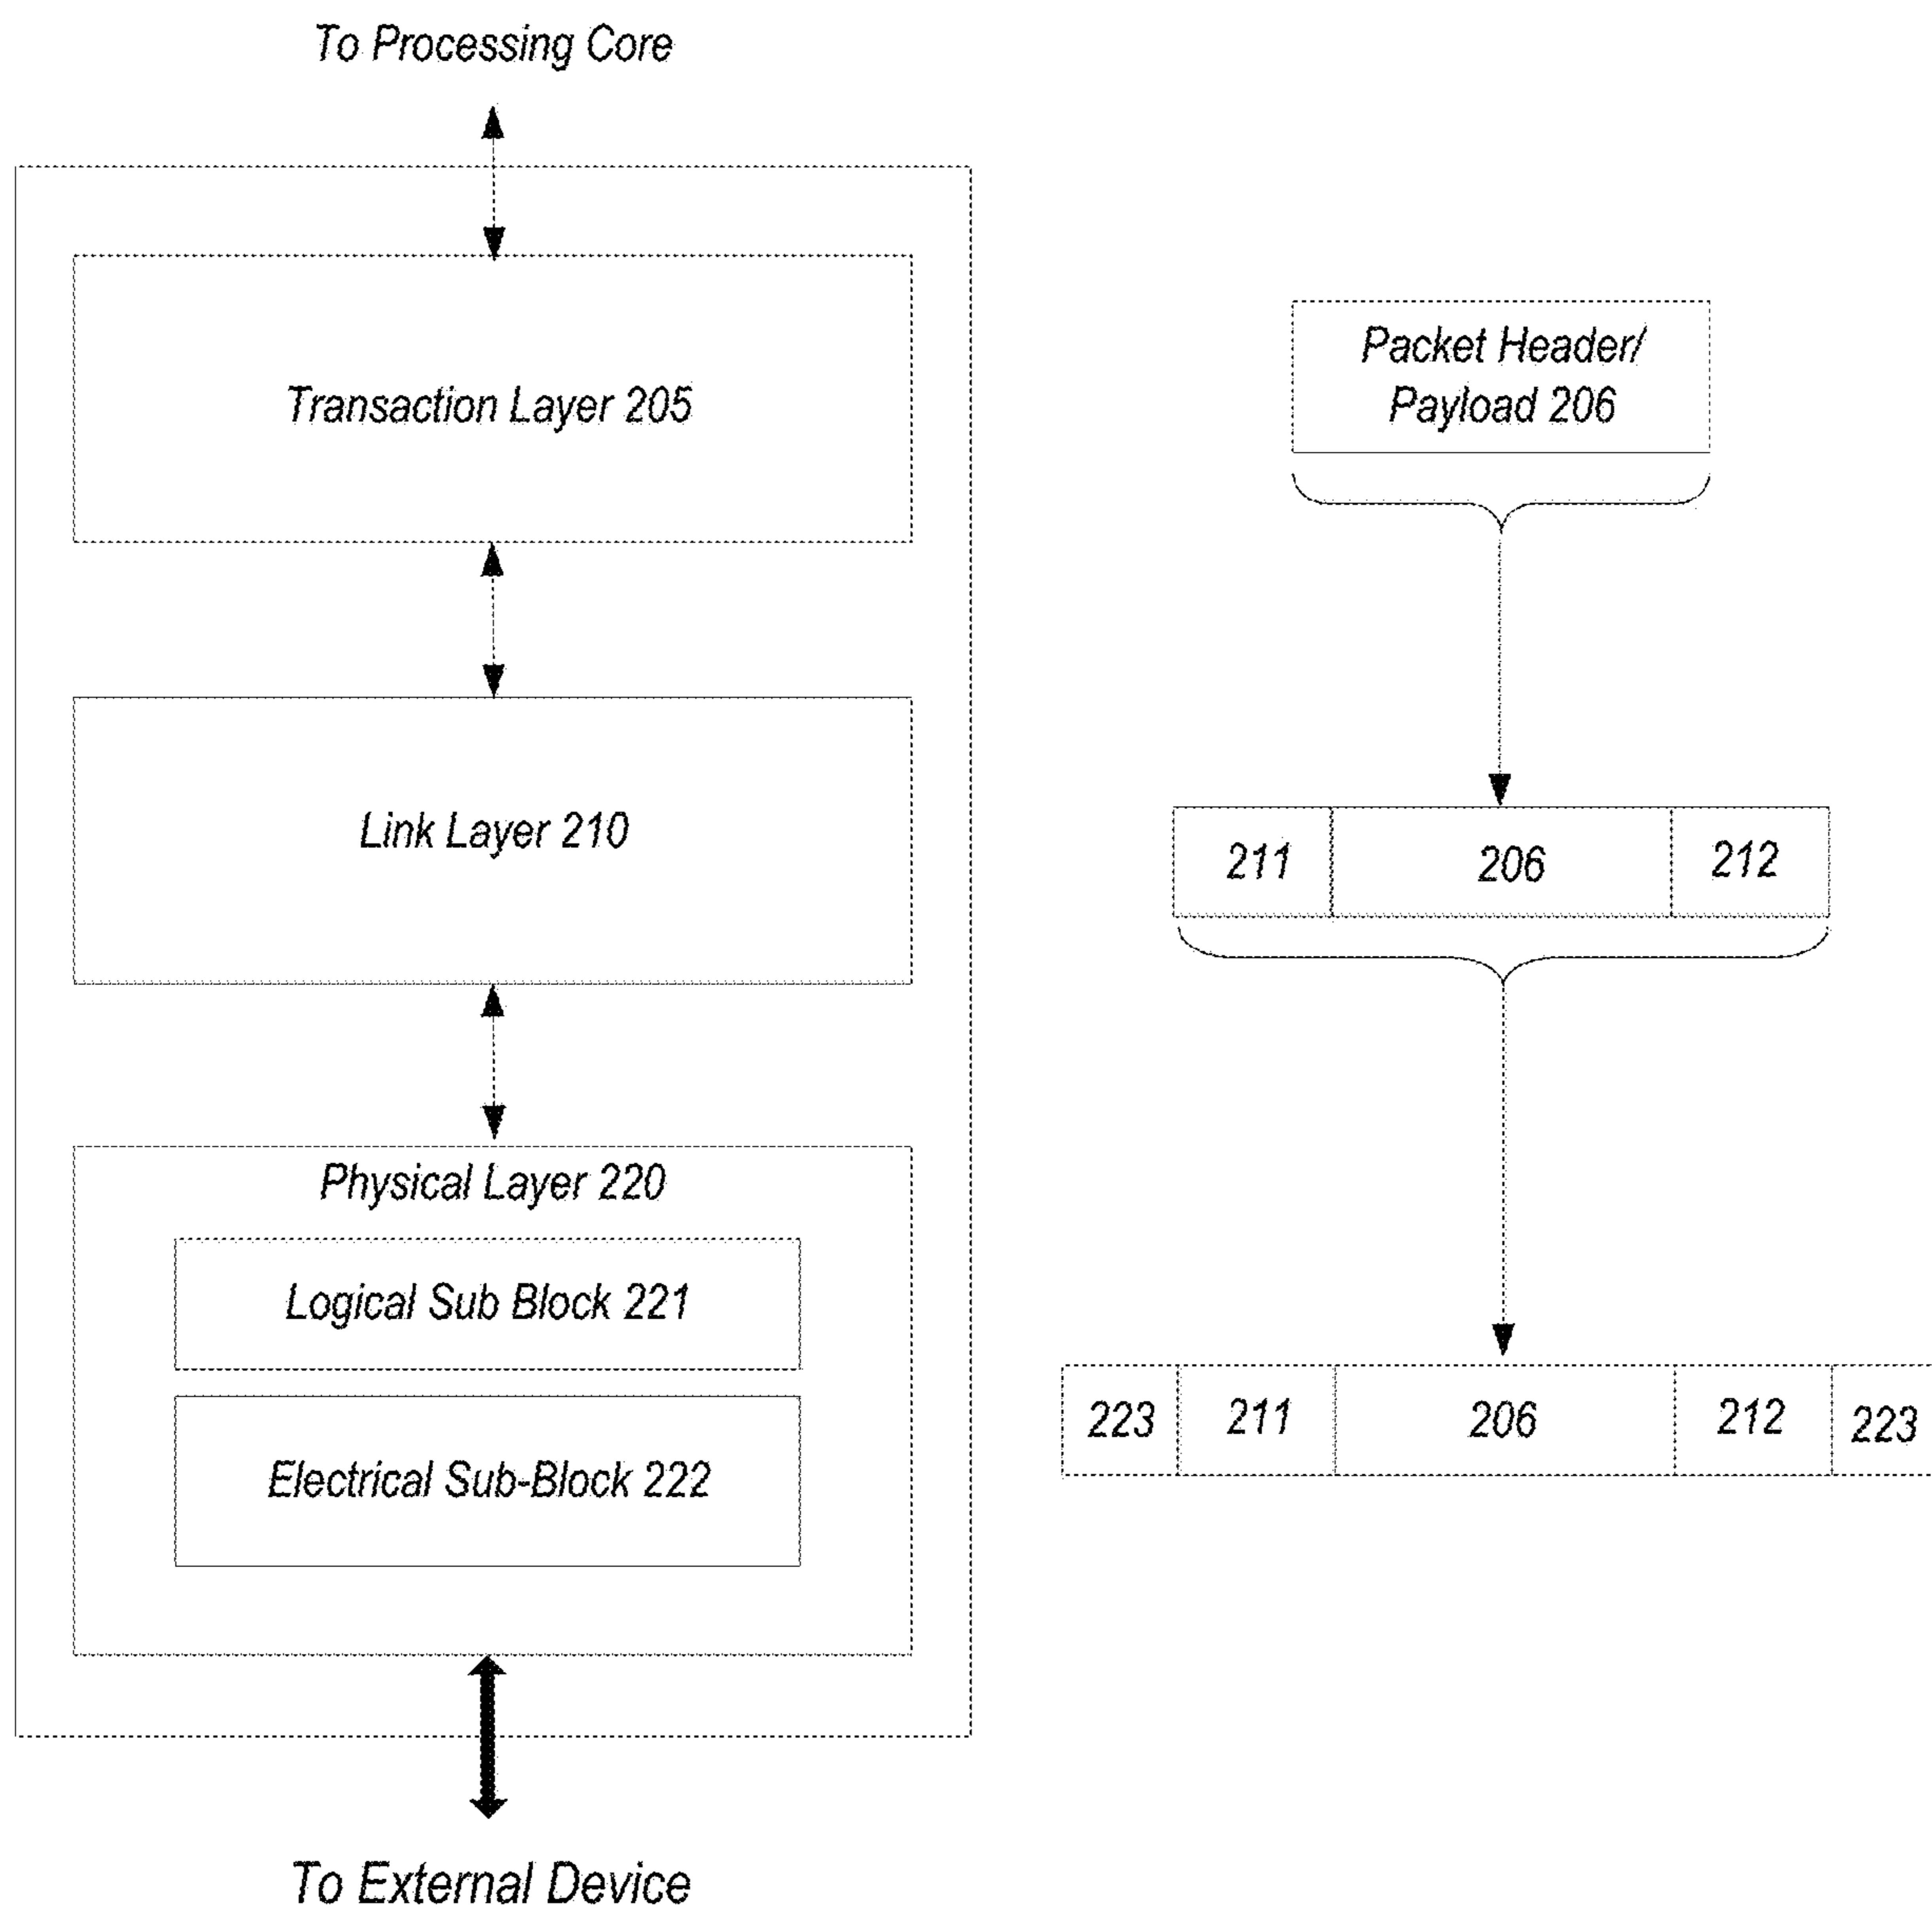 To Processing Core
Transaction Layer 205
Packet Header/
Payload 206
Link Layer 210
211
206
212
Physical Layer 220
Logical Sub Block 221
Electrical Sub-Block 222
223
211
206
212
223
To External Device